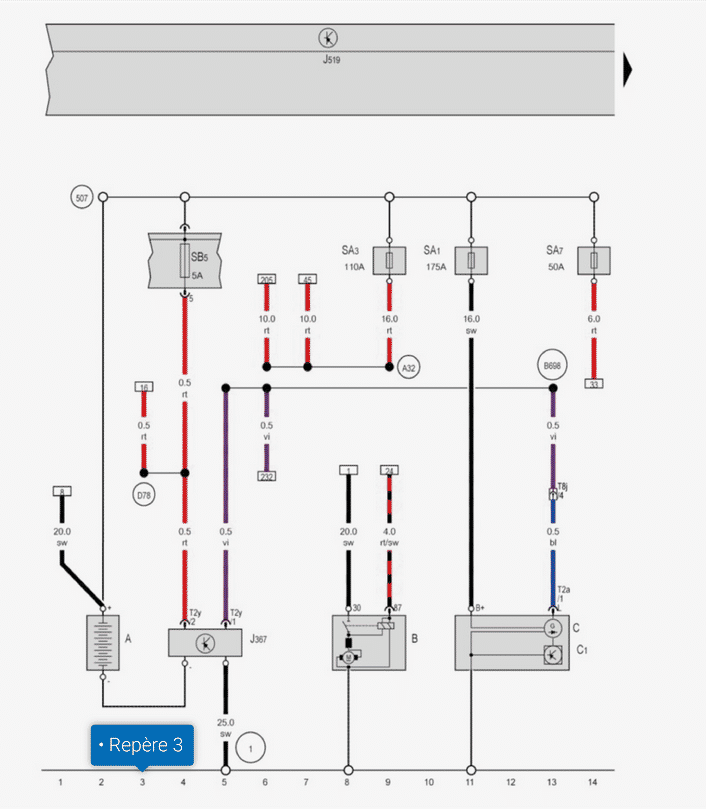 J519
507
SB5
5A
5
SA3
110A
SA1
175A
SA7
50A
205
45
10.0
rt
10.0
rt
16.0
rt
16.0
sw
6.0
rt
A32
B698
33
16
0.5
rt
0.5
rt
0.5
vi
232
0.5
vi
D78
T8j
/4
8
1
24
20.0
sw
0.5
rt
0.5
vi
20.0
sw
4.0
rt/sw
0.5
bl
T2a
/1
+
T2y
/2
T2y
/1
30
87
B+
L
A
J367
M
B
G
C
C1
-
-
25.0
sw
1
• Repère 3
1 2 3 4 5 6 7 8 9 10 11 12 13 14